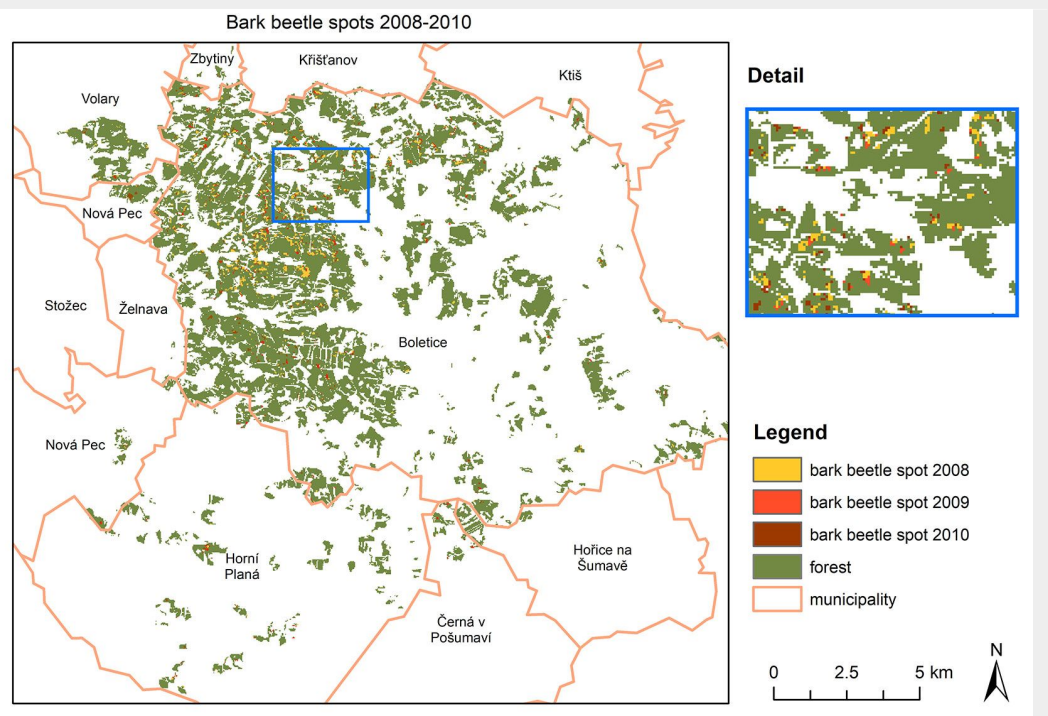 Bark beetle spots 2008-2010
Zbytiny
Křišťanov
Ktiš
Volary
Nová Pec
Stožec
Želnava
Boletice
Nová Pec
Horní
Planá
Hořice na
Šumavě
Černá v
Pošumaví
Detail
Legend
bark beetle spot 2008
bark beetle spot 2009
bark beetle spot 2010
forest
municipality
0 2.5 5 km
N